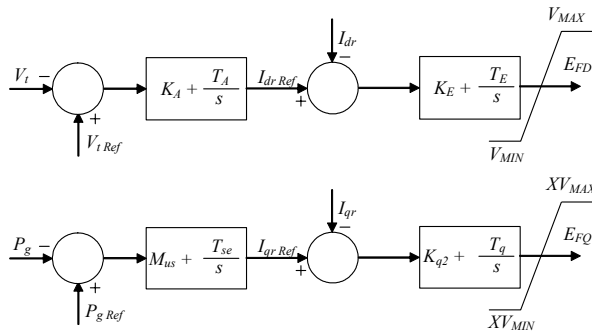 V_MAX
I_dr
V_t − K_A + T_A/s I_dr Ref − + K_E + T_E/s E_FD
+
V_t Ref
V_MIN
XV_MAX
I_qr
P_g − M_us + T_se/s I_qr Ref − + K_q2 + T_q/s E_FQ
+
P_g Ref
XV_MIN